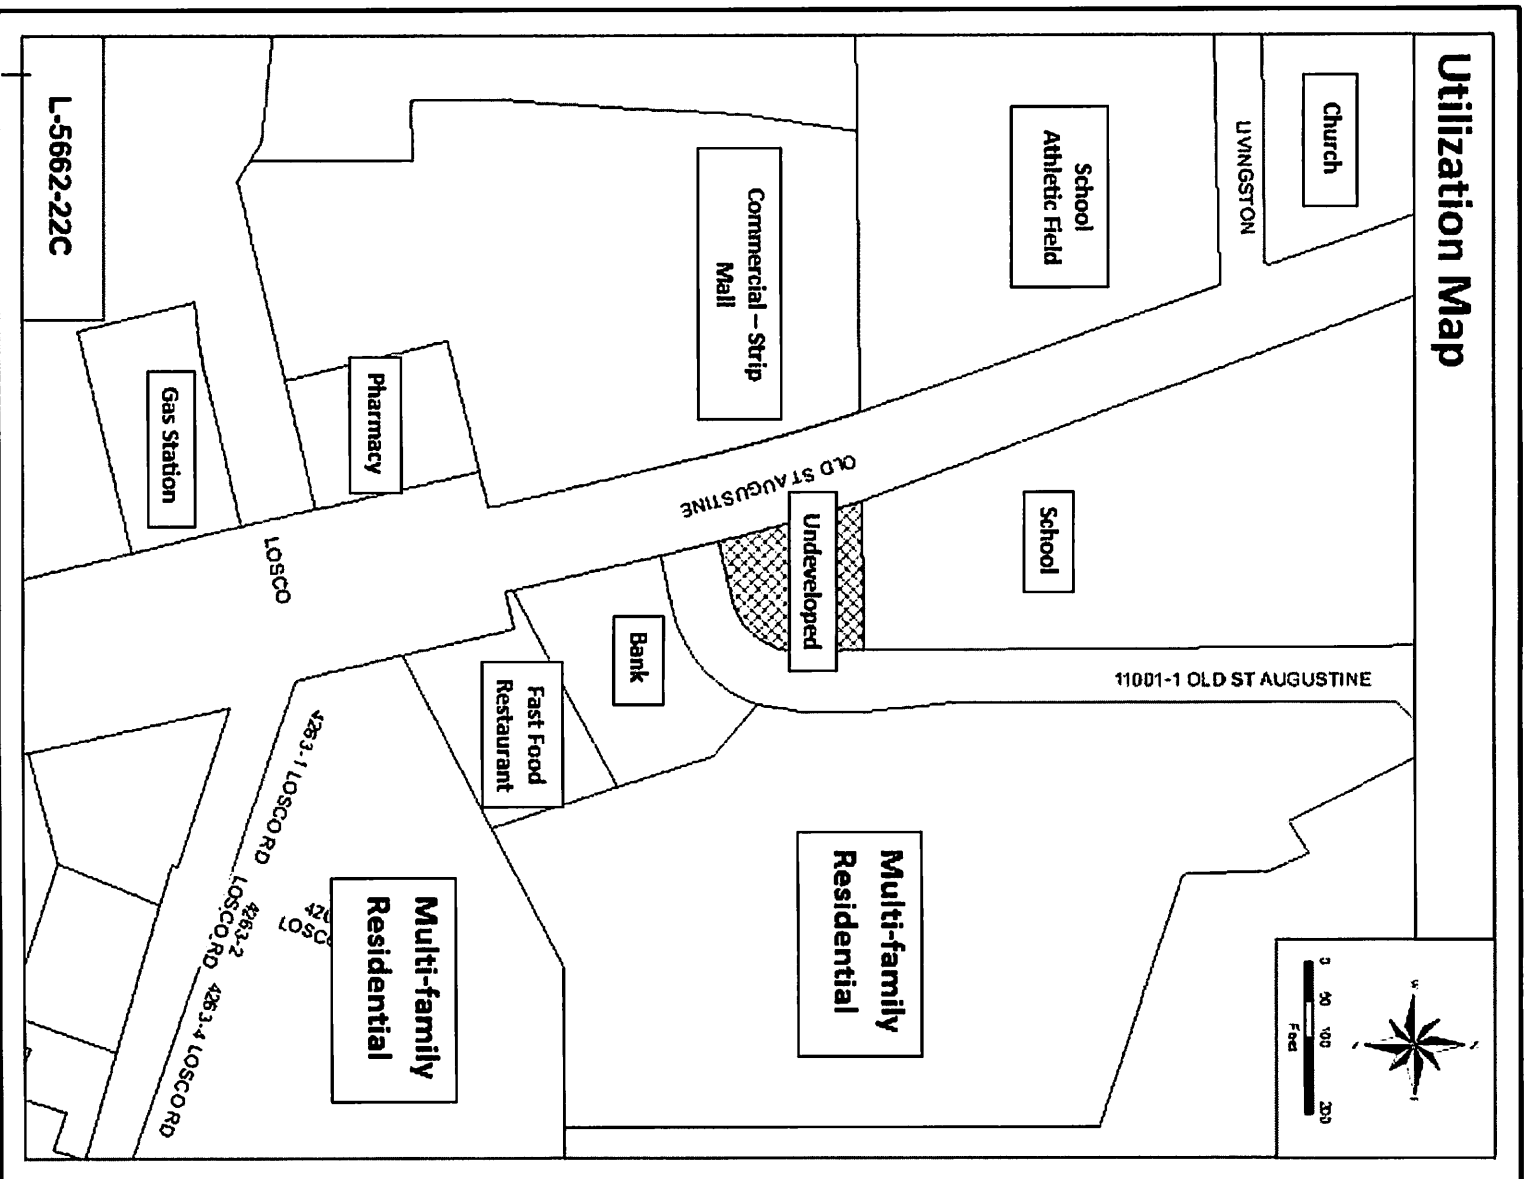 Utilization Map
Church
LIVINGSTON
School
Athletic Field
School
11001-1 OLD ST AUGUSTINE
Commercial – Strip
Mall
OLD ST AUGUSTINE
Undeveloped
Bank
Fast Food
Restaurant
Pharmacy
Gas Station
LOSCO
Multi-family
Residential
Multi-family
Residential
4263-1 LOSCO RD
4263-2
LOSCO RD
4263-4 LOSCO RD
0 50 100 200
Feet
L-5662-22C